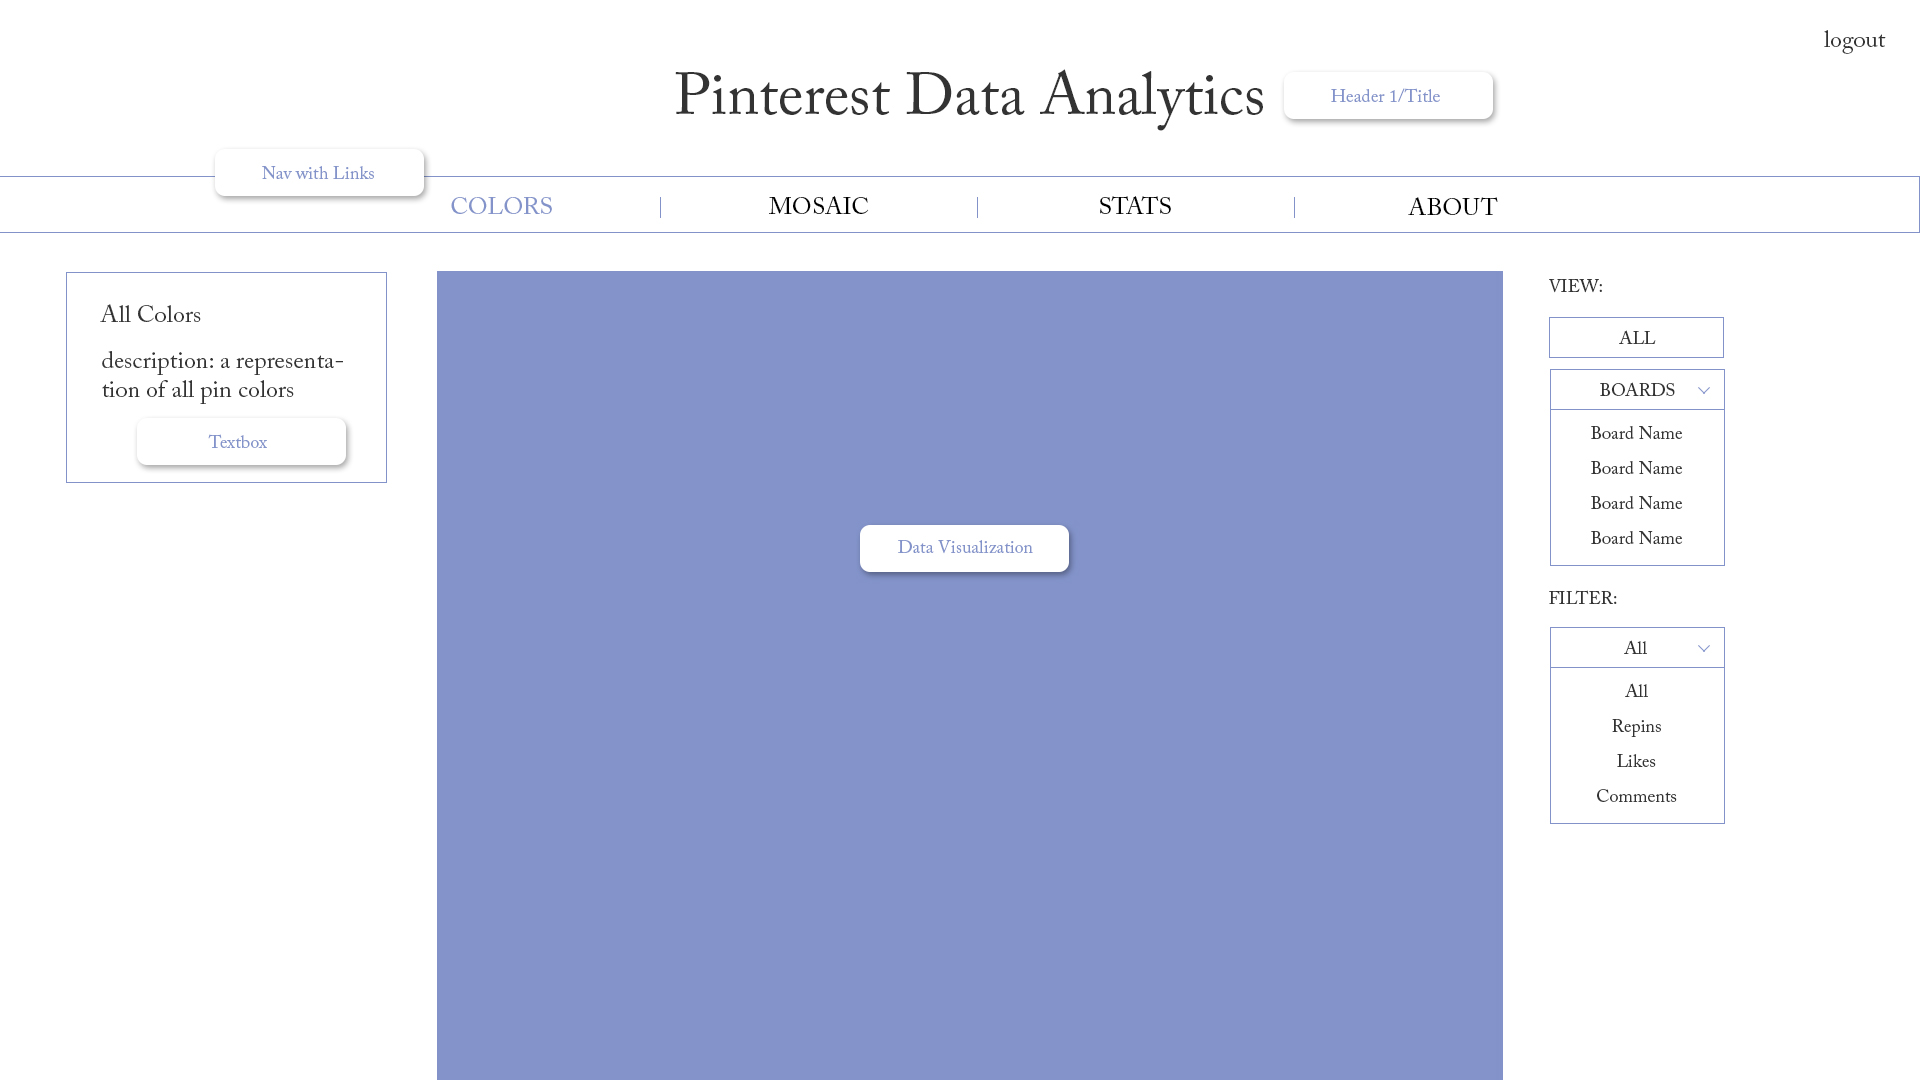 logout
Pinterest Data Analytics
Header 1/Title
Nav with Links
COLORS
MOSAIC
STATS
ABOUT
All Colors
description: a representa-
tion of all pin colors
Textbox
Data Visualization
VIEW:
ALL
BOARDS
Board Name
Board Name
Board Name
Board Name
FILTER:
All
All
Repins
Likes
Comments